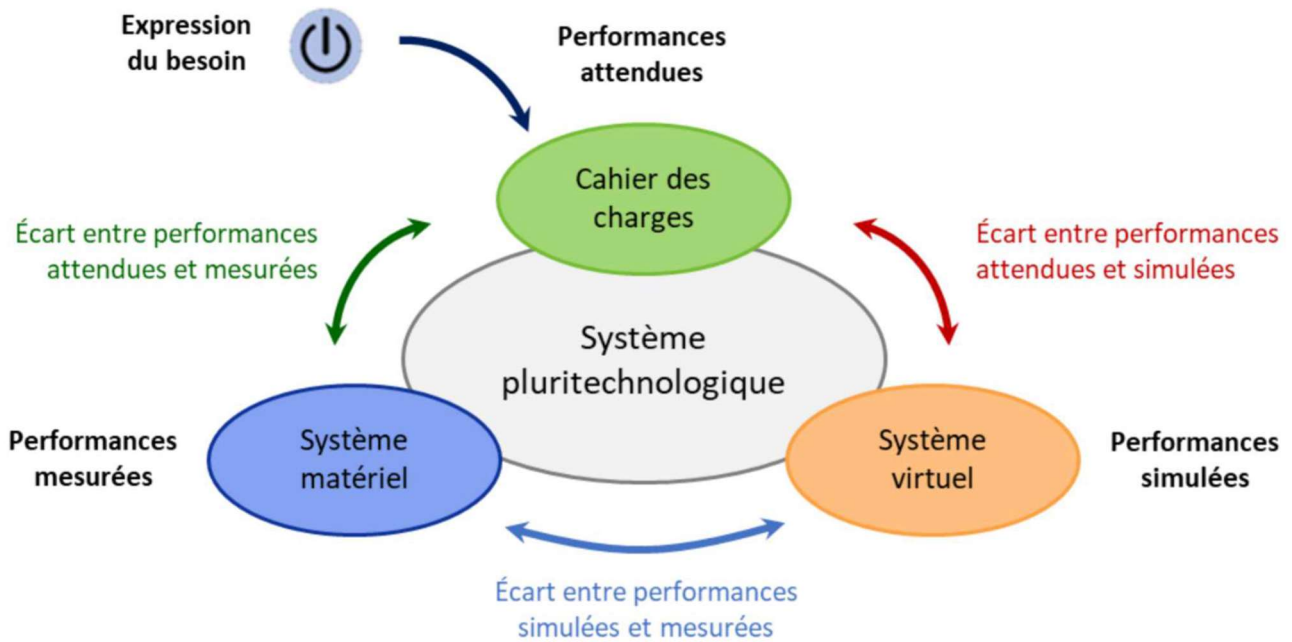 Expression
du besoin
Performances
attendues
Cahier des
charges
Écart entre performances
attendues et mesurées
Écart entre performances
attendues et simulées
Système
pluritechnologique
Performances
mesurées
Système
matériel
Système
virtuel
Performances
simulées
Écart entre performances
simulées et mesurées